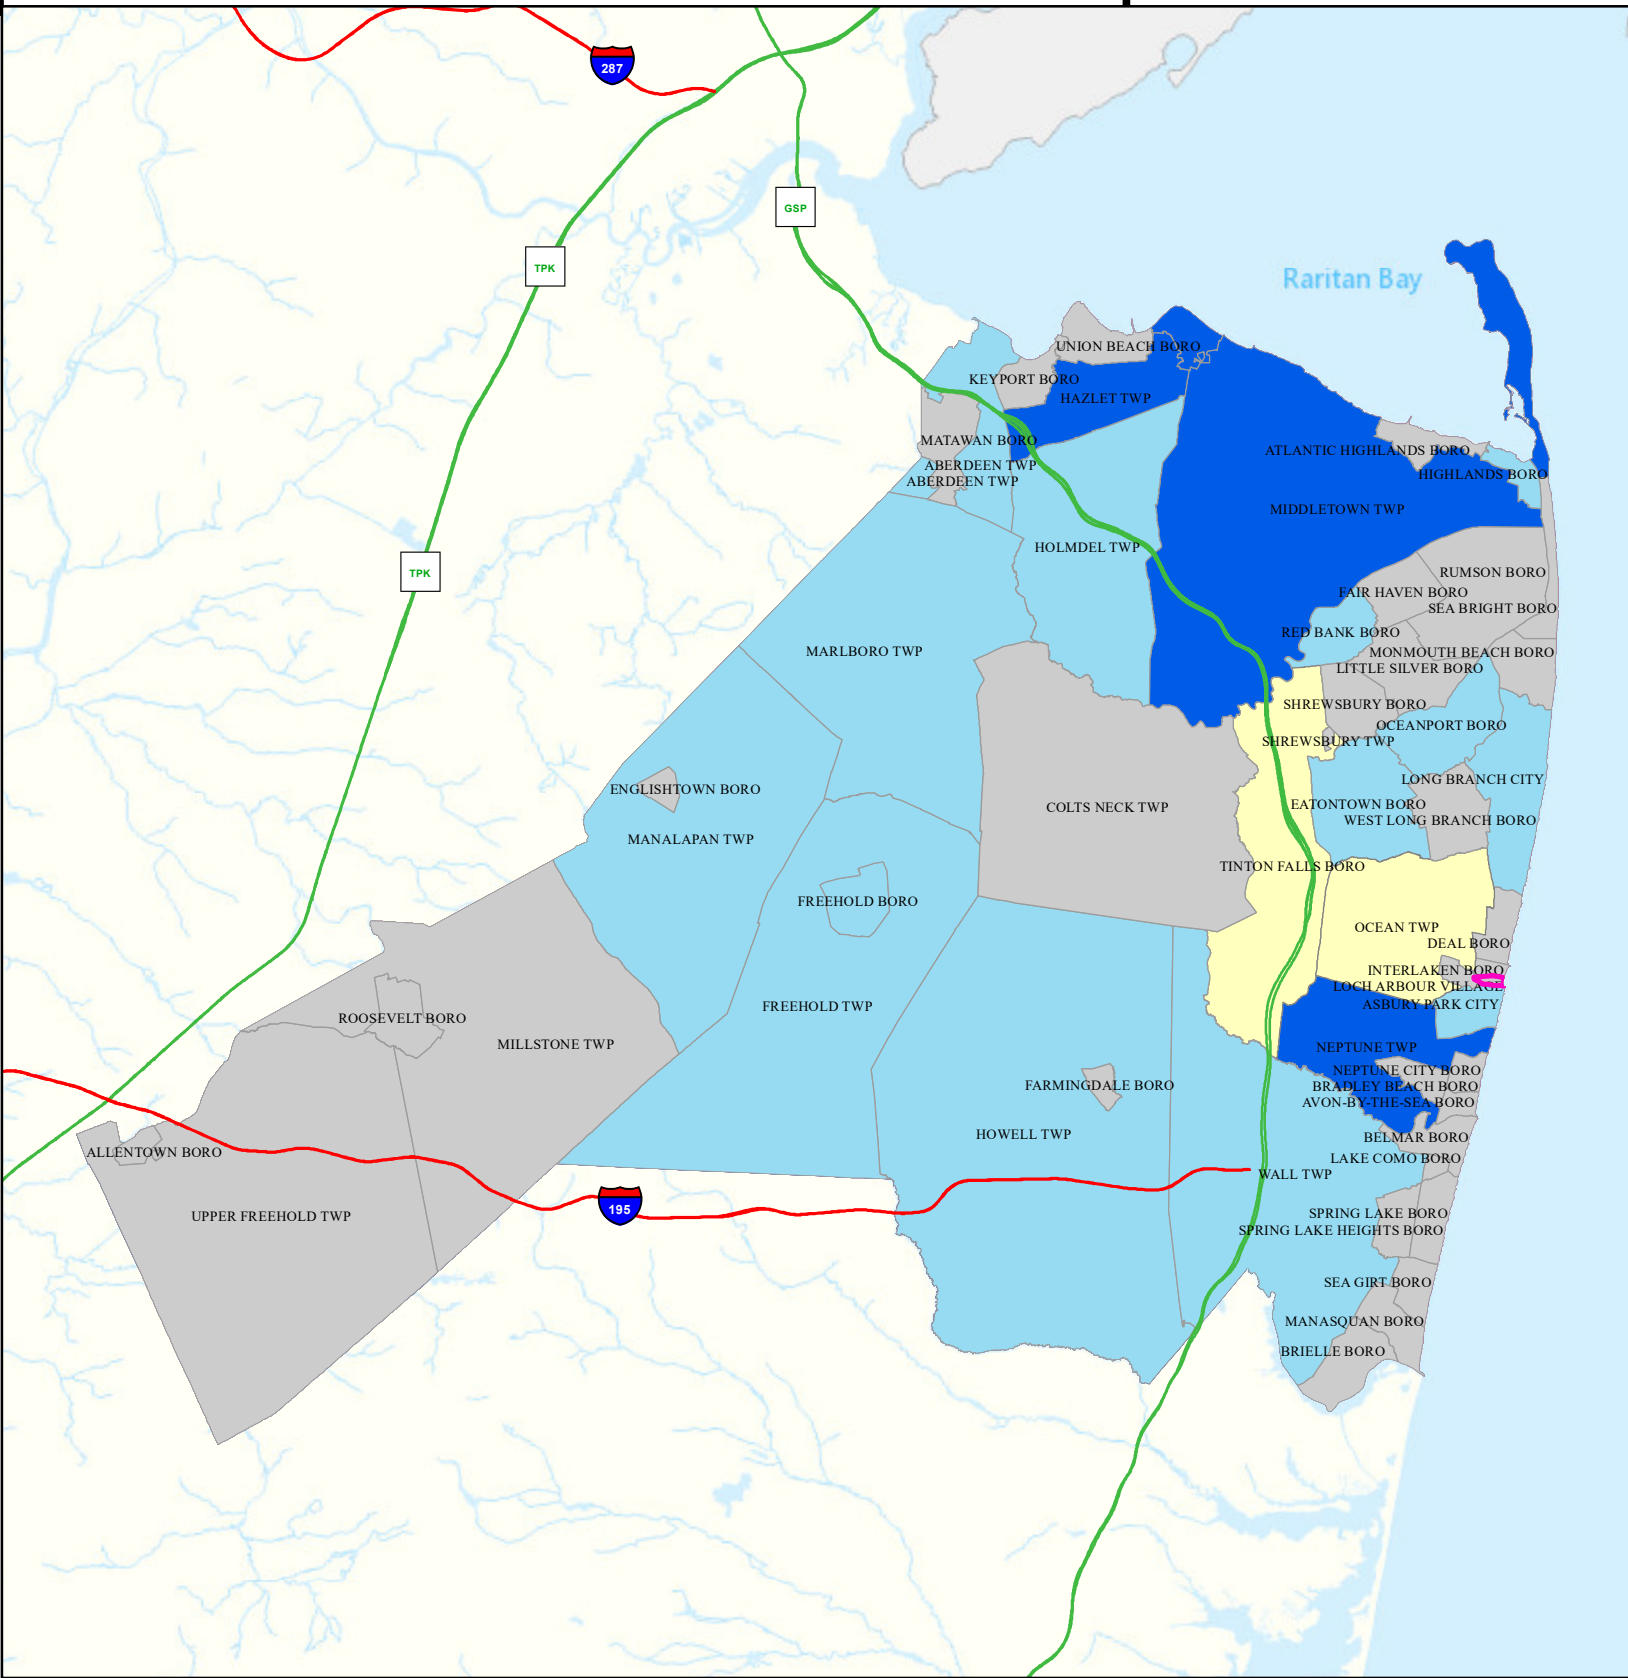 287
GSP
TPK
Raritan Bay
UNION BEACH BORO
KEYPORT BORO
HAZLET TWP
MATAWAN BORO
ATLANTIC HIGHLANDS BORO
ABERDEEN TWP
HIGHLANDS BORO
ABERDEEN TWP
MIDDLETOWN TWP
HOLMDEL TWP
TPK
RUMSON BORO
FAIR HAVEN BORO
SEA BRIGHT BORO
RED BANK BORO
MARLBORO TWP
MONMOUTH BEACH BORO
LITTLE SILVER BORO
SHREWSBURY BORO
OCEANPORT BORO
SHREWSBURY TWP
LONG BRANCH CITY
ENGLISHTOWN BORO
EATONTOWN BORO
COLTS NECK TWP
WEST LONG BRANCH BORO
MANALAPAN TWP
TINTON FALLS BORO
FREEHOLD BORO
OCEAN TWP
DEAL BORO
INTERLAKEN BORO
LOCH ARBOUR VILLAGE
ASBURY PARK CITY
FREEHOLD TWP
ROOSEVELT BORO
MILLSTONE TWP
NEPTUNE TWP
NEPTUNE CITY BORO
FARMINGDALE BORO
BRADLEY BEACH BORO
AVON-BY-THE-SEA BORO
HOWELL TWP
BELMAR BORO
ALLENTOWN BORO
LAKE COMO BORO
WALL TWP
195
UPPER FREEHOLD TWP
SPRING LAKE BORO
SPRING LAKE HEIGHTS BORO
SEA GIRT BORO
MANASQUAN BORO
BRIELLE BORO